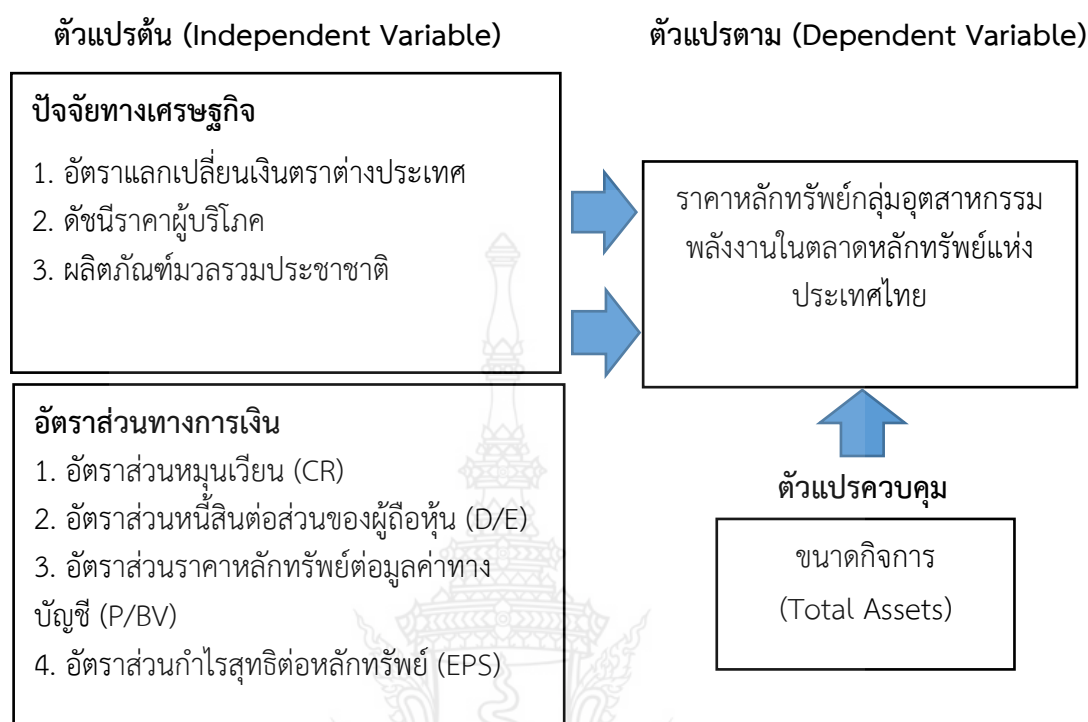 ตัวแปรต้น (Independent Variable)
ตัวแปรตาม (Dependent Variable)
ปัจจัยทางเศรษฐกิจ
1. อัตราแลกเปลี่ยนเงินตราต่างประเทศ
2. ดัชนีราคาผู้บริโภค
3. ผลิตภัณฑ์มวลรวมประชาชาติ
อัตราส่วนทางการเงิน
1. อัตราส่วนหมุนเวียน (CR)
2. อัตราส่วนหนี้สินต่อส่วนของผู้ถือหุ้น (D/E)
3. อัตราส่วนราคาหลักทรัพย์ต่อมูลค่าทาง
บัญชี (P/BV)
4. อัตราส่วนกำไรสุทธิต่อหลักทรัพย์ (EPS)
ราคาหลักทรัพย์กลุ่มอุตสาหกรรม
พลังงานในตลาดหลักทรัพย์แห่ง
ประเทศไทย
ตัวแปรควบคุม
ขนาดกิจการ
(Total Assets)